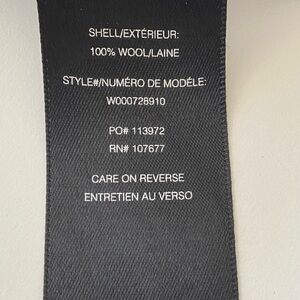 SHELL/EXTÉRIEUR:
100% WOOL/LAINE
STYLE#/NUMÉRO DE MODÉLE:
W000728910
PO# 113972
RN# 107677
CARE ON REVERSE
ENTRETIEN AU VERSO